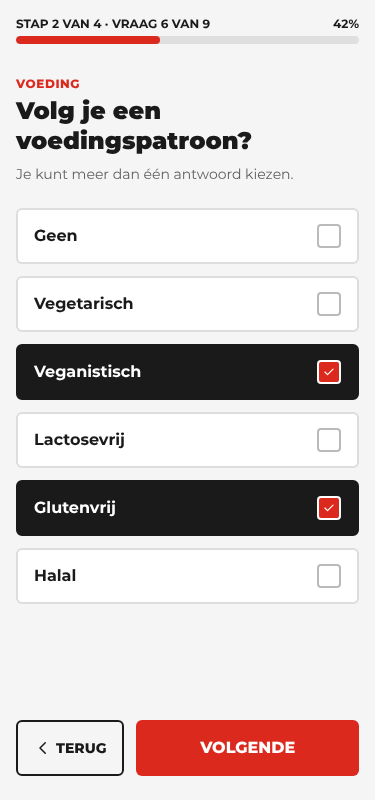 STAP 2 VAN 4 · VRAAG 6 VAN 9
42%
VOEDING
Volg je een
voedingspatroon?
Je kunt meer dan één antwoord kiezen.
Geen
Vegetarisch
Veganistisch
Lactosevrij
Glutenvrij
Halal
TERUG
VOLGENDE